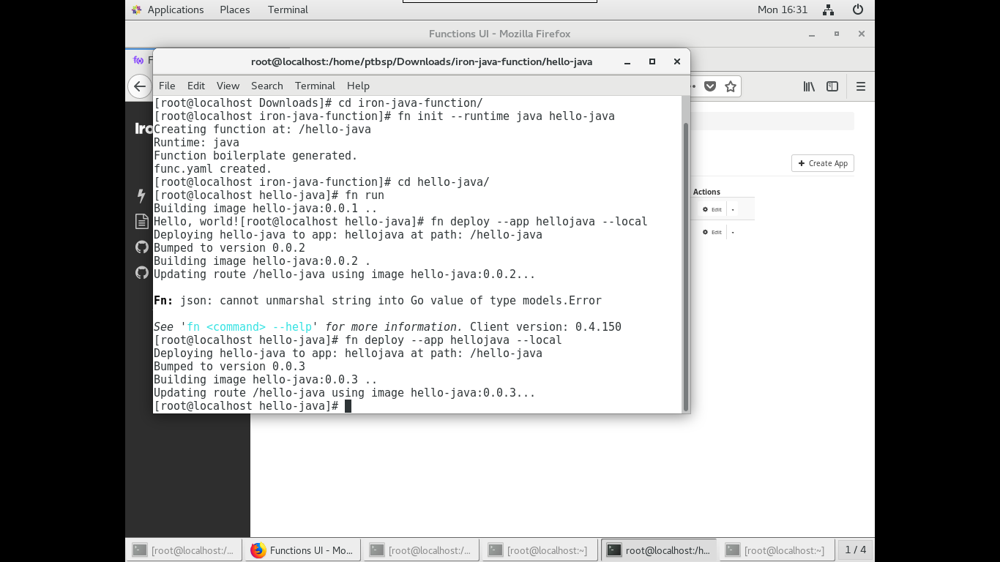 Applications Places Terminal Mon 16:31
Functions UI - Mozilla Firefox
f(x) F
root@localhost:/home/ptbsp/Downloads/iron-java-function/hello-java
File Edit View Search Terminal Help
[root@localhost Downloads]# cd iron-java-function/
[root@localhost iron-java-function]# fn init --runtime java hello-java
Creating function at: /hello-java
Runtime: java
Function boilerplate generated.
func.yaml created.
[root@localhost iron-java-function]# cd hello-java/
[root@localhost hello-java]# fn run
Building image hello-java:0.0.1 ..
Hello, world![root@localhost hello-java]# fn deploy --app hellojava --local
Deploying hello-java to app: hellojava at path: /hello-java
Bumped to version 0.0.2
Building image hello-java:0.0.2 .
Updating route /hello-java using image hello-java:0.0.2...
Fn: json: cannot unmarshal string into Go value of type models.Error
See 'fn <command> --help' for more information. Client version: 0.4.150
[root@localhost hello-java]# fn deploy --app hellojava --local
Deploying hello-java to app: hellojava at path: /hello-java
Bumped to version 0.0.3
Building image hello-java:0.0.3 ..
Updating route /hello-java using image hello-java:0.0.3...
[root@localhost hello-java]#
Iro
+ Create App
Actions
Edit
Edit
[root@localhost:/... Functions UI - Mo... [root@localhost:/... [root@localhost:~] root@localhost:/h... [root@localhost:~] 1 / 4